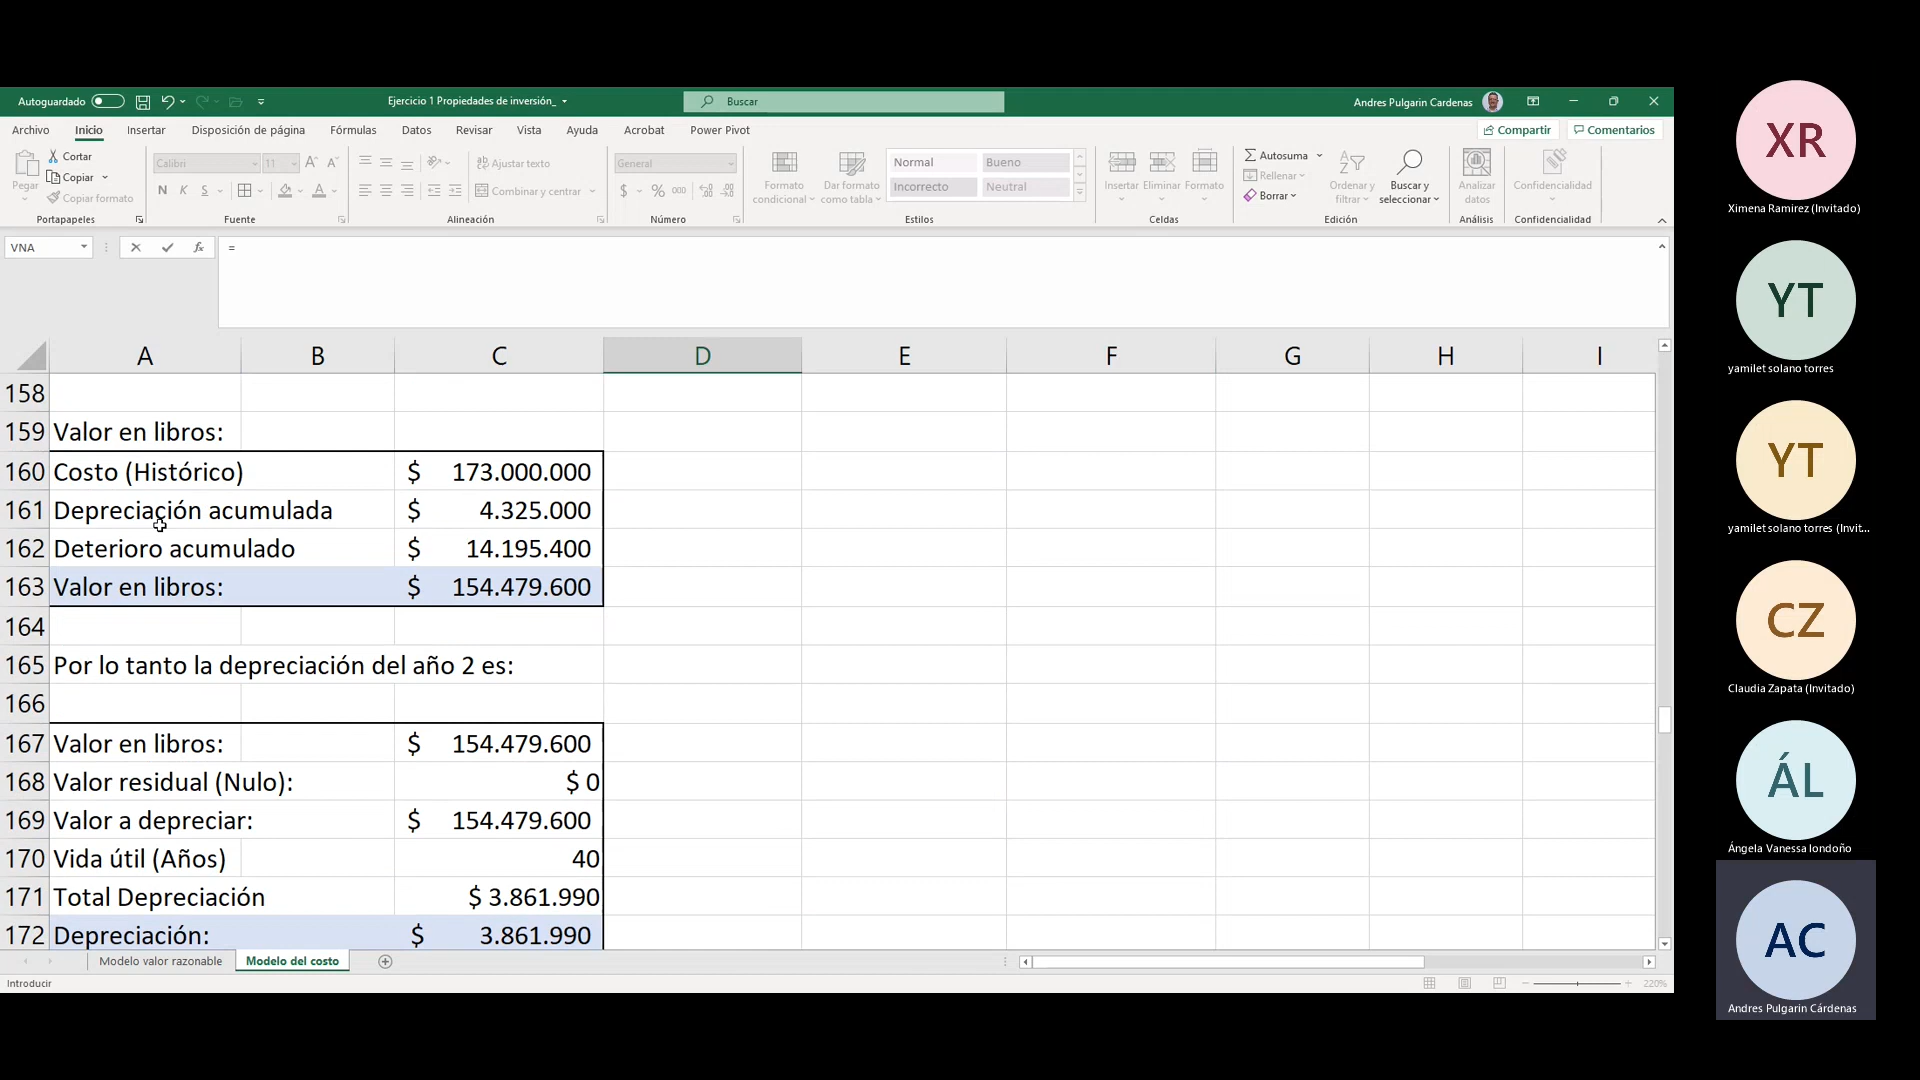 Autoguardado
Ejercicio 1 Propiedades de inversión_
Buscar
Andres Pulgarin Cardenas
Archivo Inicio Insertar Disposición de página Fórmulas Datos Revisar Vista Ayuda Acrobat Power Pivot
Compartir Comentarios
Pegar
Cortar
Copiar
Copiar formato
Portapapeles
Calibri 11
N K S
Fuente
Ajustar texto
Combinar y centrar
Alineación
General
$ % 000
Número
Formato condicional
Dar formato como tabla
Normal Bueno
Incorrecto Neutral
Estilos
Insertar Eliminar Formato
Celdas
Autosuma
Rellenar
Borrar
Ordenar y filtrar
Buscar y seleccionar
Edición
Analizar datos
Análisis
Confidencialidad
Confidencialidad
VNA
fx
=
A B C D E F G H I
158
159 Valor en libros:
160 Costo (Histórico) $ 173.000.000
161 Depreciación acumulada $ 4.325.000
162 Deterioro acumulado $ 14.195.400
163 Valor en libros: $ 154.479.600
164
165 Por lo tanto la depreciación del año 2 es:
166
167 Valor en libros: $ 154.479.600
168 Valor residual (Nulo): $ 0
169 Valor a depreciar: $ 154.479.600
170 Vida útil (Años) 40
171 Total Depreciación $ 3.861.990
172 Depreciación: $ 3.861.990
Modelo valor razonable Modelo del costo
Introducir
220%
XR
Ximena Ramirez (Invitado)
YT
yamilet solano torres
YT
yamilet solano torres (Invit...
CZ
Claudia Zapata (Invitado)
ÁL
Ángela Vanessa londoño
AC
Andres Pulgarin Cárdenas